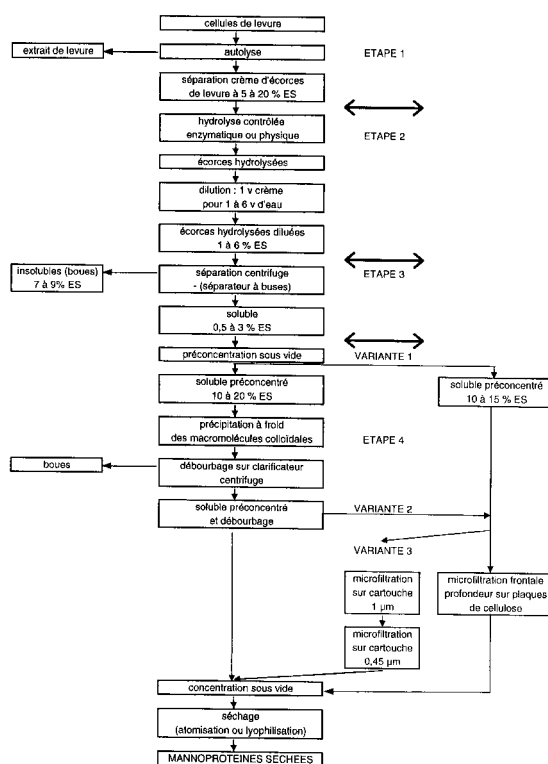 cellules de levure
extrait de levure
autolyse
ETAPE 1
séparation crème d'écorces
de levure à 5 à 20 % ES
hydrolyse contrôlée
enzymatique ou physique
ETAPE 2
écorces hydrolysées
dilution : 1 v crème
pour 1 à 6 v d'eau
écorces hydrolysées diluées
1 à 6 % ES
insolubles (boues)
7 à 9% ES
séparation centrifuge
- (séparateur à buses)
ETAPE 3
soluble
0,5 à 3 % ES
préconcentration sous vide
VARIANTE 1
soluble préconcentré
10 à 20% ES
soluble préconcentré
10 à 15 % ES
précipitation à froid
des macromolécules colloïdales
ETAPE 4
boues
débourbage sur clarificateur
centrifuge
soluble préconcentré
et débourbage
VARIANTE 2
VARIANTE 3
microfiltration
sur cartouche
1 µm
microfiltration frontale
profondeur sur plaques
de cellulose
microfiltration
sur cartouche
0,45 µm
concentration sous vide
séchage
(atomisation ou lyophilisation)
MANNOPROTEINES SECHEES